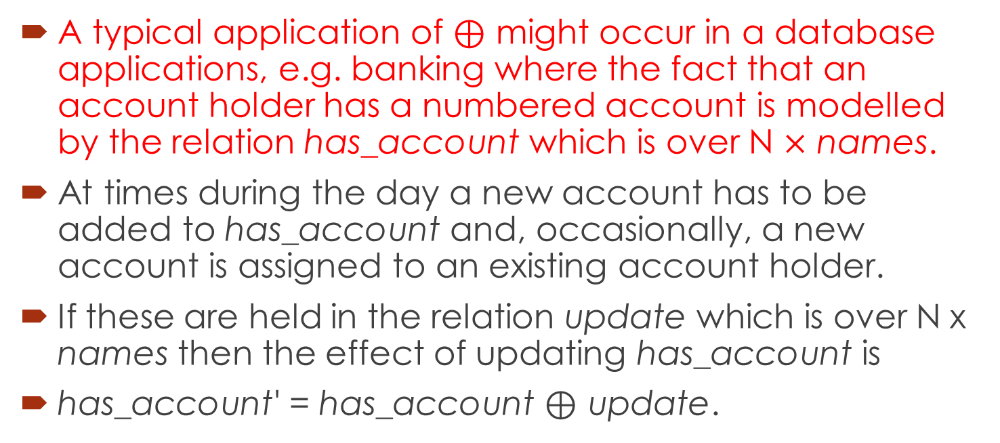 A typical application of ⊕ might occur in a database
applications, e.g. banking where the fact that an
account holder has a numbered account is modelled
by the relation has_account which is over N × names.
At times during the day a new account has to be
added to has_account and, occasionally, a new
account is assigned to an existing account holder.
If these are held in the relation update which is over N x
names then the effect of updating has_account is
has_account' = has_account ⊕ update.